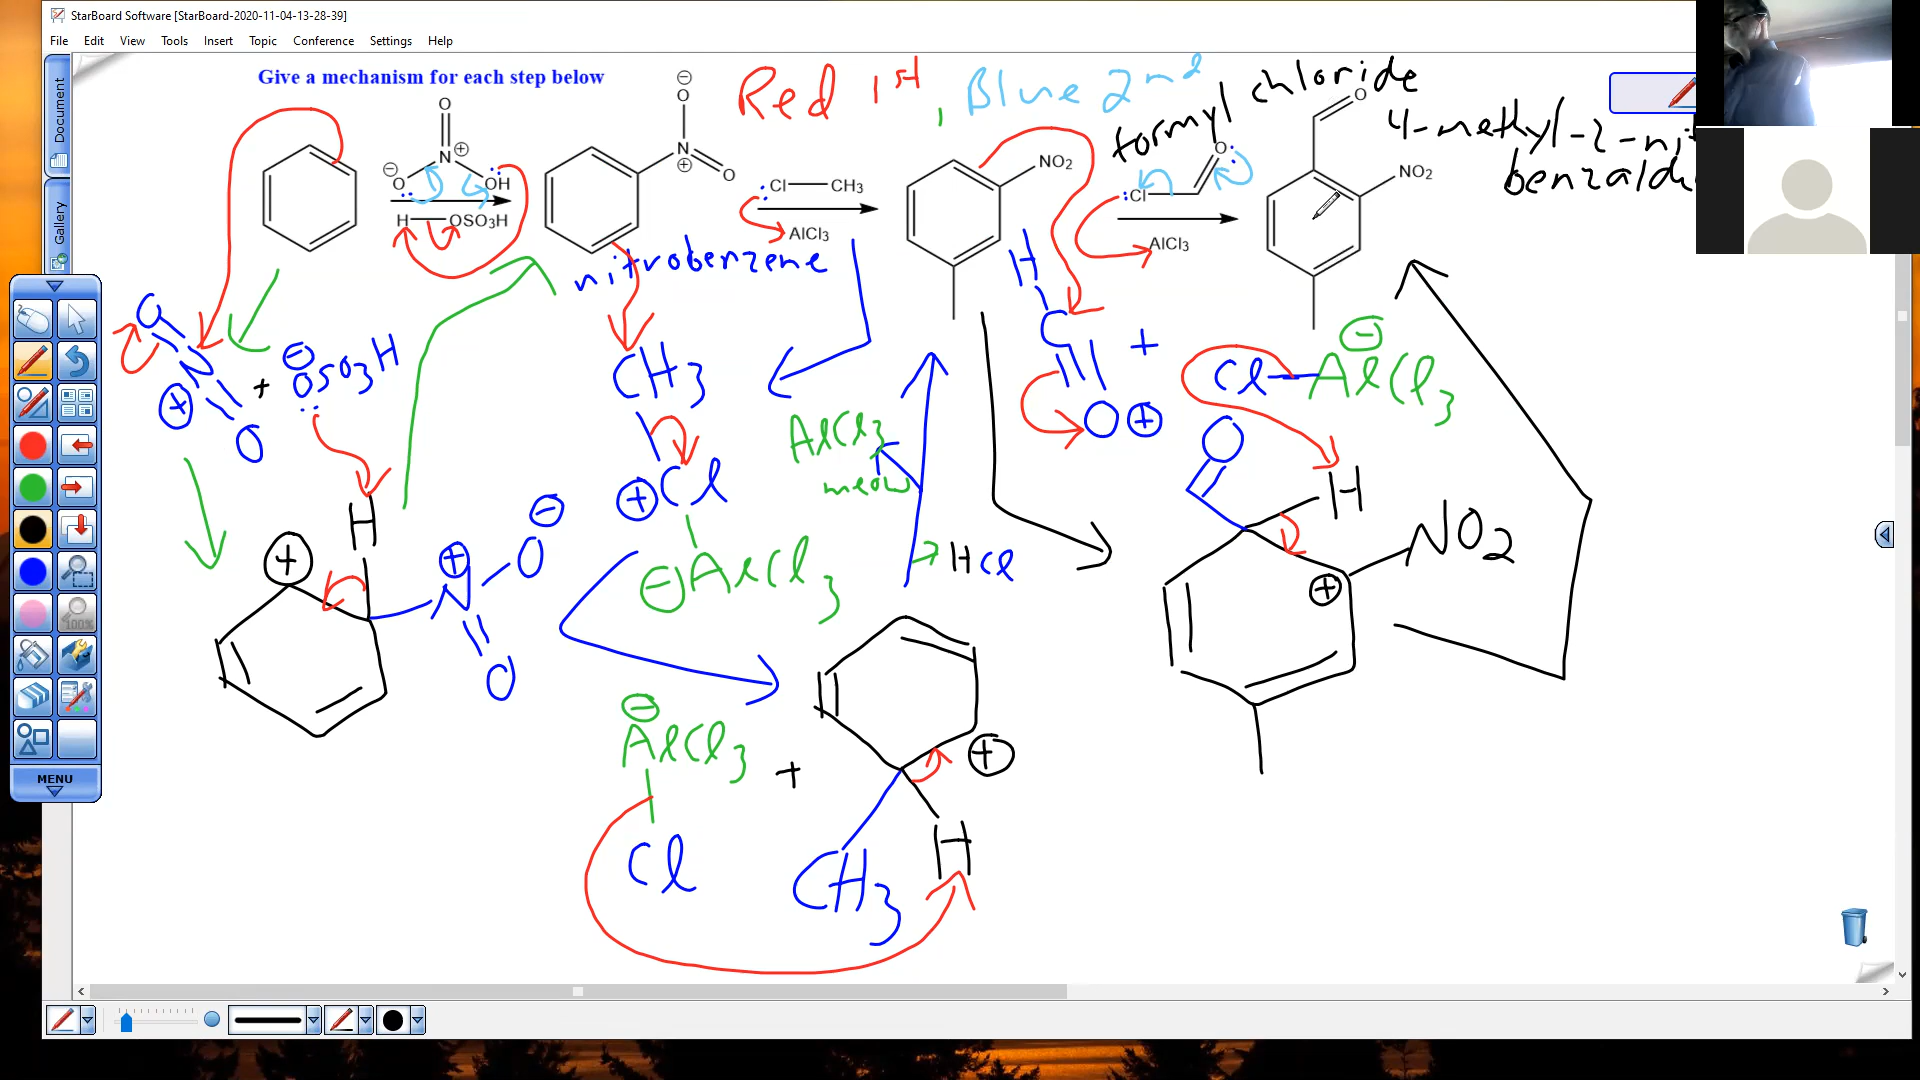 StarBoard Software [StarBoard-2020-11-04-13-28-39]
File Edit View Tools Insert Topic Conference Settings Help
Document
Gallery
Give a mechanism for each step below
Red 1st, Blue 2nd
formyl chloride
4-methyl-2-nit
benzald
O
N
O
OH
H OSO3H
O
N
O
nitrobenzene
Cl CH3
AlCl3
NO2
O
Cl
AlCl3
O
NO2
O
N
O
+ OSO3H
CH3
Cl
AlCl3
AlCl3
meow
HCl
H
C
O
+ Cl-AlCl3
H
N
O
O
O
H
NO2
AlCl3
Cl
+
CH3
H
100%
MENU